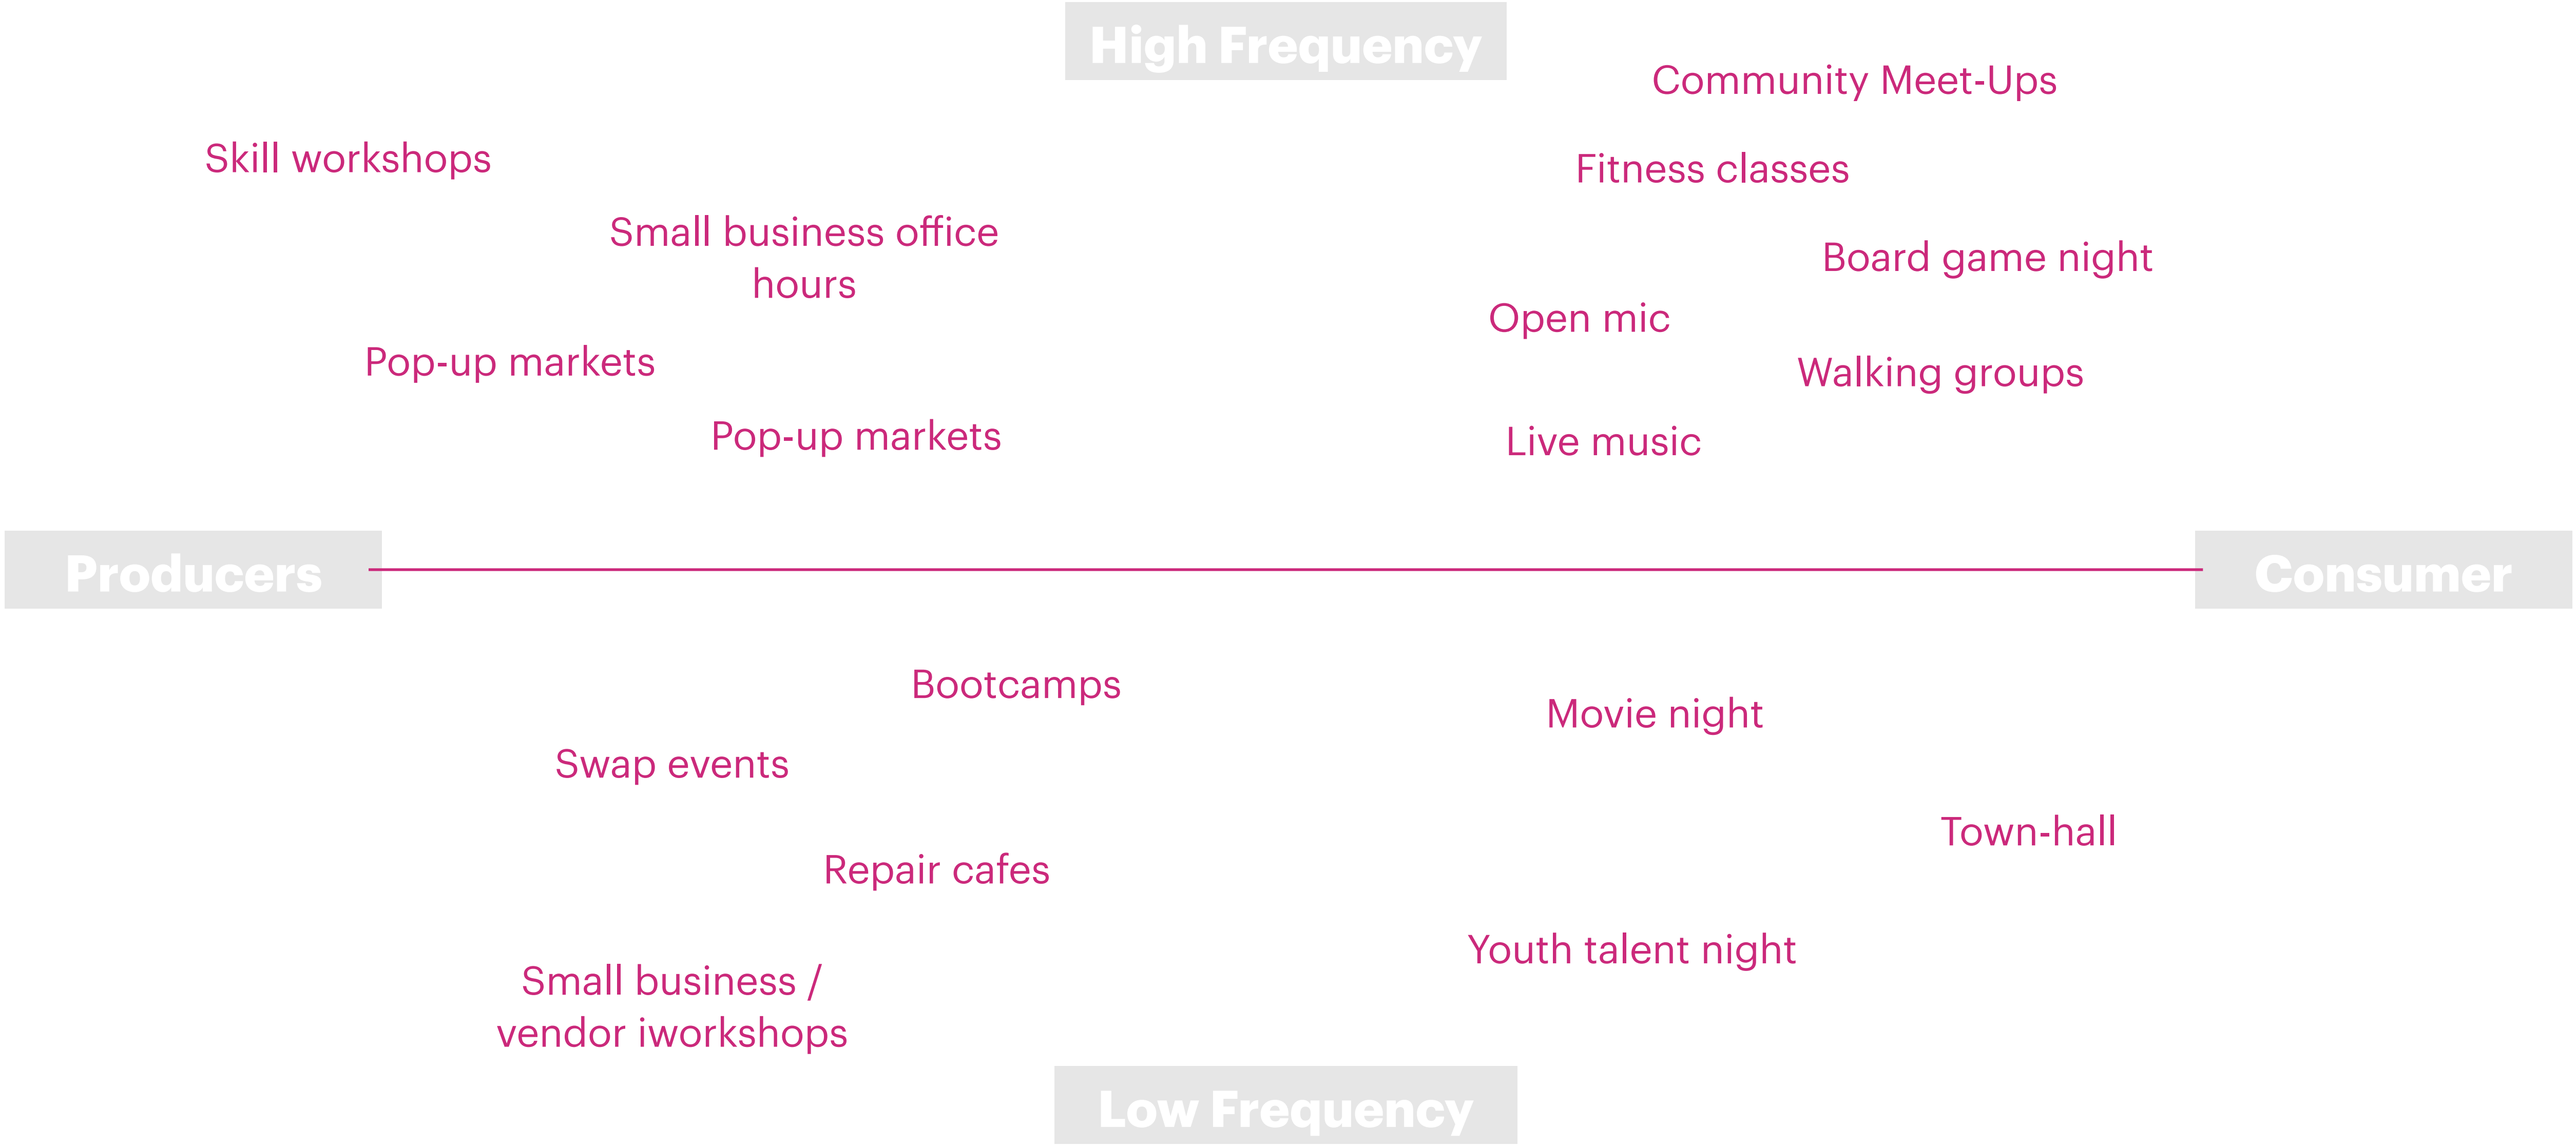 High Frequency
Community Meet-Ups
Skill workshops
Fitness classes
Small business office
hours
Board game night
Open mic
Pop-up markets
Walking groups
Pop-up markets
Live music
Producers
Consumer
Bootcamps
Movie night
Swap events
Town-hall
Repair cafes
Youth talent night
Small business /
vendor iworkshops
Low Frequency